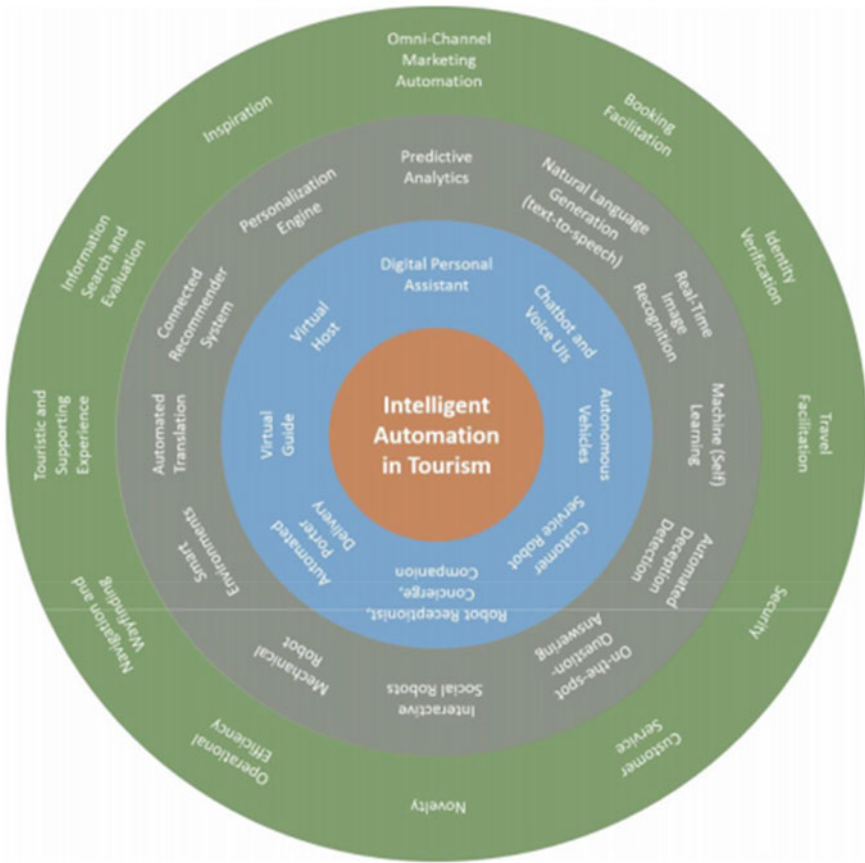 Omni-Channel
Marketing
Automation
Booking
Facilitation
Identity
Verification
Travel
Facilitation
Security
Customer
Service
Novelty
Operational
Efficiency
Navigation and
Wayfinding
Touristic and
Supporting
Experience
Information
Search and
Evaluation
Inspiration
Predictive
Analytics
Natural Language
Generation
(text-to-speech)
Real-Time
Image
Recognition
Machine (Self)
Learning
Automated
Deception
Detection
On-the-spot
Question-
Answering
Interactive
Social Robots
Mechanical
Robot
Smart
Environments
Automated
Translation
Connected
Recommender
System
Personalization
Engine
Digital Personal
Assistant
Chatbot and
Voice UIs
Autonomous
Vehicles
Customer
Service Robot
Robot Receptionist,
Concierge,
Companion
Automated
Porter
Delivery
Virtual
Guide
Virtual
Host
Intelligent
Automation
in Tourism